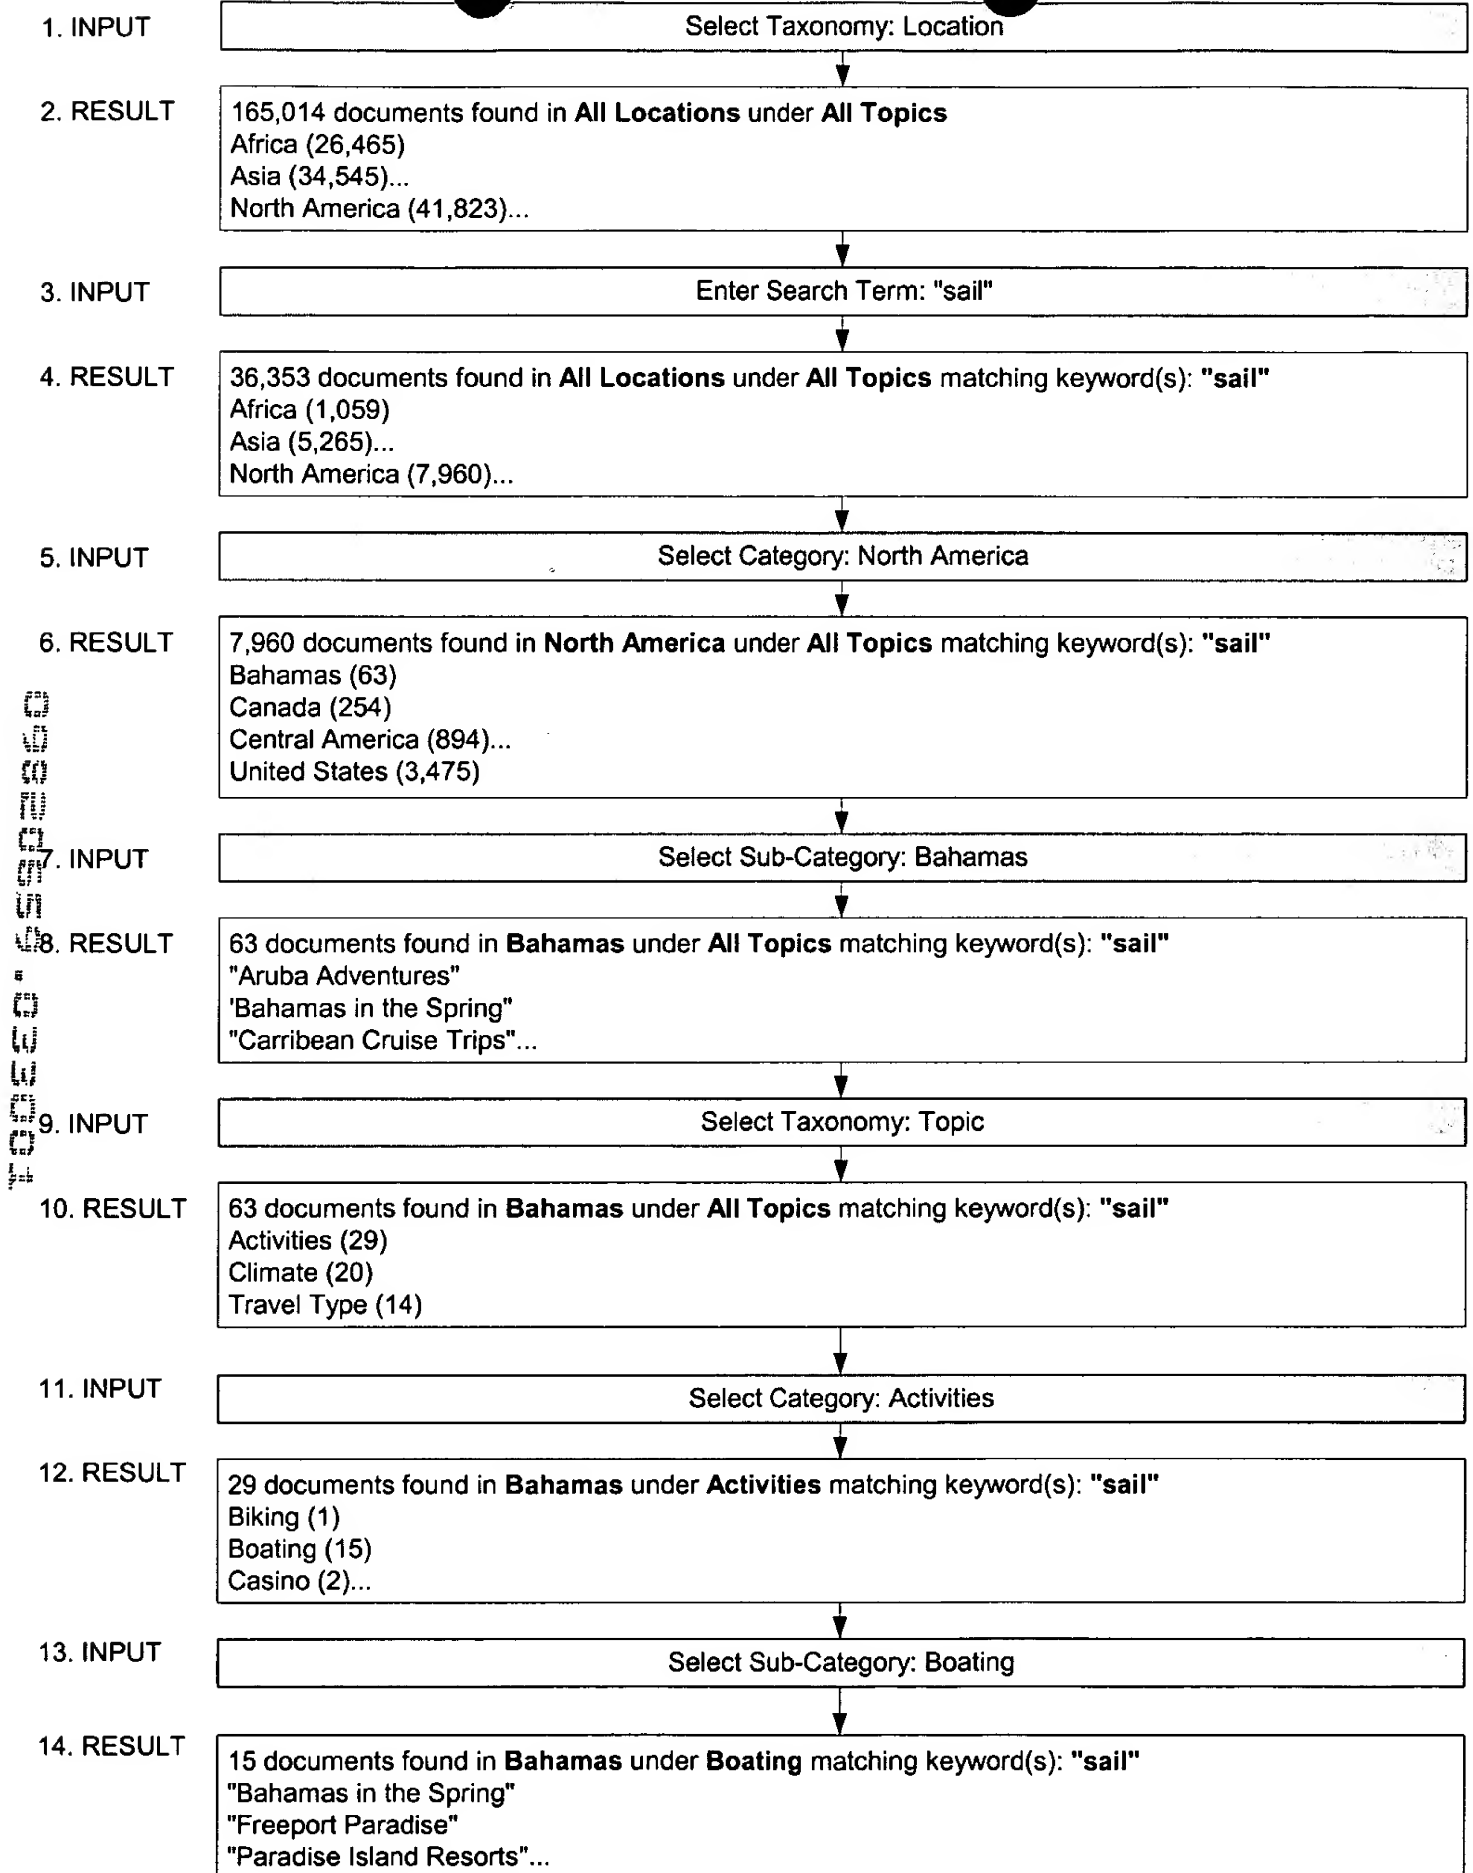 1. INPUT
Select Taxonomy: Location
2. RESULT
165,014 documents found in All Locations under All Topics
Africa (26,465)
Asia (34,545)...
North America (41,823)...
3. INPUT
Enter Search Term: "sail"
4. RESULT
36,353 documents found in All Locations under All Topics matching keyword(s): "sail"
Africa (1,059)
Asia (5,265)...
North America (7,960)...
5. INPUT
Select Category: North America
6. RESULT
7,960 documents found in North America under All Topics matching keyword(s): "sail"
Bahamas (63)
Canada (254)
Central America (894)...
United States (3,475)
7. INPUT
Select Sub-Category: Bahamas
8. RESULT
63 documents found in Bahamas under All Topics matching keyword(s): "sail"
"Aruba Adventures"
'Bahamas in the Spring"
"Carribean Cruise Trips"...
9. INPUT
Select Taxonomy: Topic
10. RESULT
63 documents found in Bahamas under All Topics matching keyword(s): "sail"
Activities (29)
Climate (20)
Travel Type (14)
11. INPUT
Select Category: Activities
12. RESULT
29 documents found in Bahamas under Activities matching keyword(s): "sail"
Biking (1)
Boating (15)
Casino (2)...
13. INPUT
Select Sub-Category: Boating
14. RESULT
15 documents found in Bahamas under Boating matching keyword(s): "sail"
"Bahamas in the Spring"
"Freeport Paradise"
"Paradise Island Resorts"...